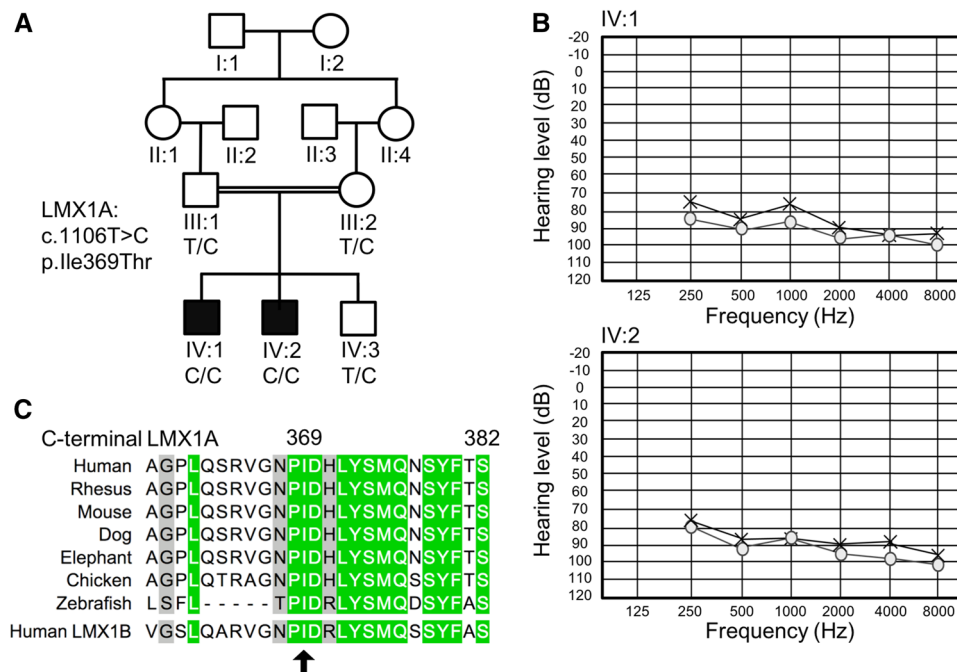 A
I:1 I:2
II:1 II:2 II:3 II:4
LMX1A:
c.1106T>C
p.Ile369Thr
III:1 III:2
T/C T/C
IV:1 IV:2 IV:3
C/C C/C T/C
B
IV:1
Hearing level (dB)
-20
-10
0
10
20
30
40
50
60
70
80
90
100
110
120
125 250 500 1000 2000 4000 8000
Frequency (Hz)
IV:2
Hearing level (dB)
-20
-10
0
10
20
30
40
50
60
70
80
90
100
110
120
125 250 500 1000 2000 4000 8000
Frequency (Hz)
C
C-terminal LMX1A 369 382
Human AGPLQSRVGNPIDHLYSMQNSYFTS
Rhesus AGPLQSRVGNPIDHLYSMQNSYFTS
Mouse AGPLQSRVGNPIDHLYSMQNSYFTS
Dog AGPLQSRVGNPIDHLYSMQNSYFTS
Elephant AGPLQSRVGNPIDHLYSMQNSYFTS
Chicken AGPLQTRAGNPIDHLYSMQSSYFTS
Zebrafish LSFL-----TPIDRLYSMQDSYFAS
Human LMX1B VGSLQARVGNPIDRLYSMQSSYFAS